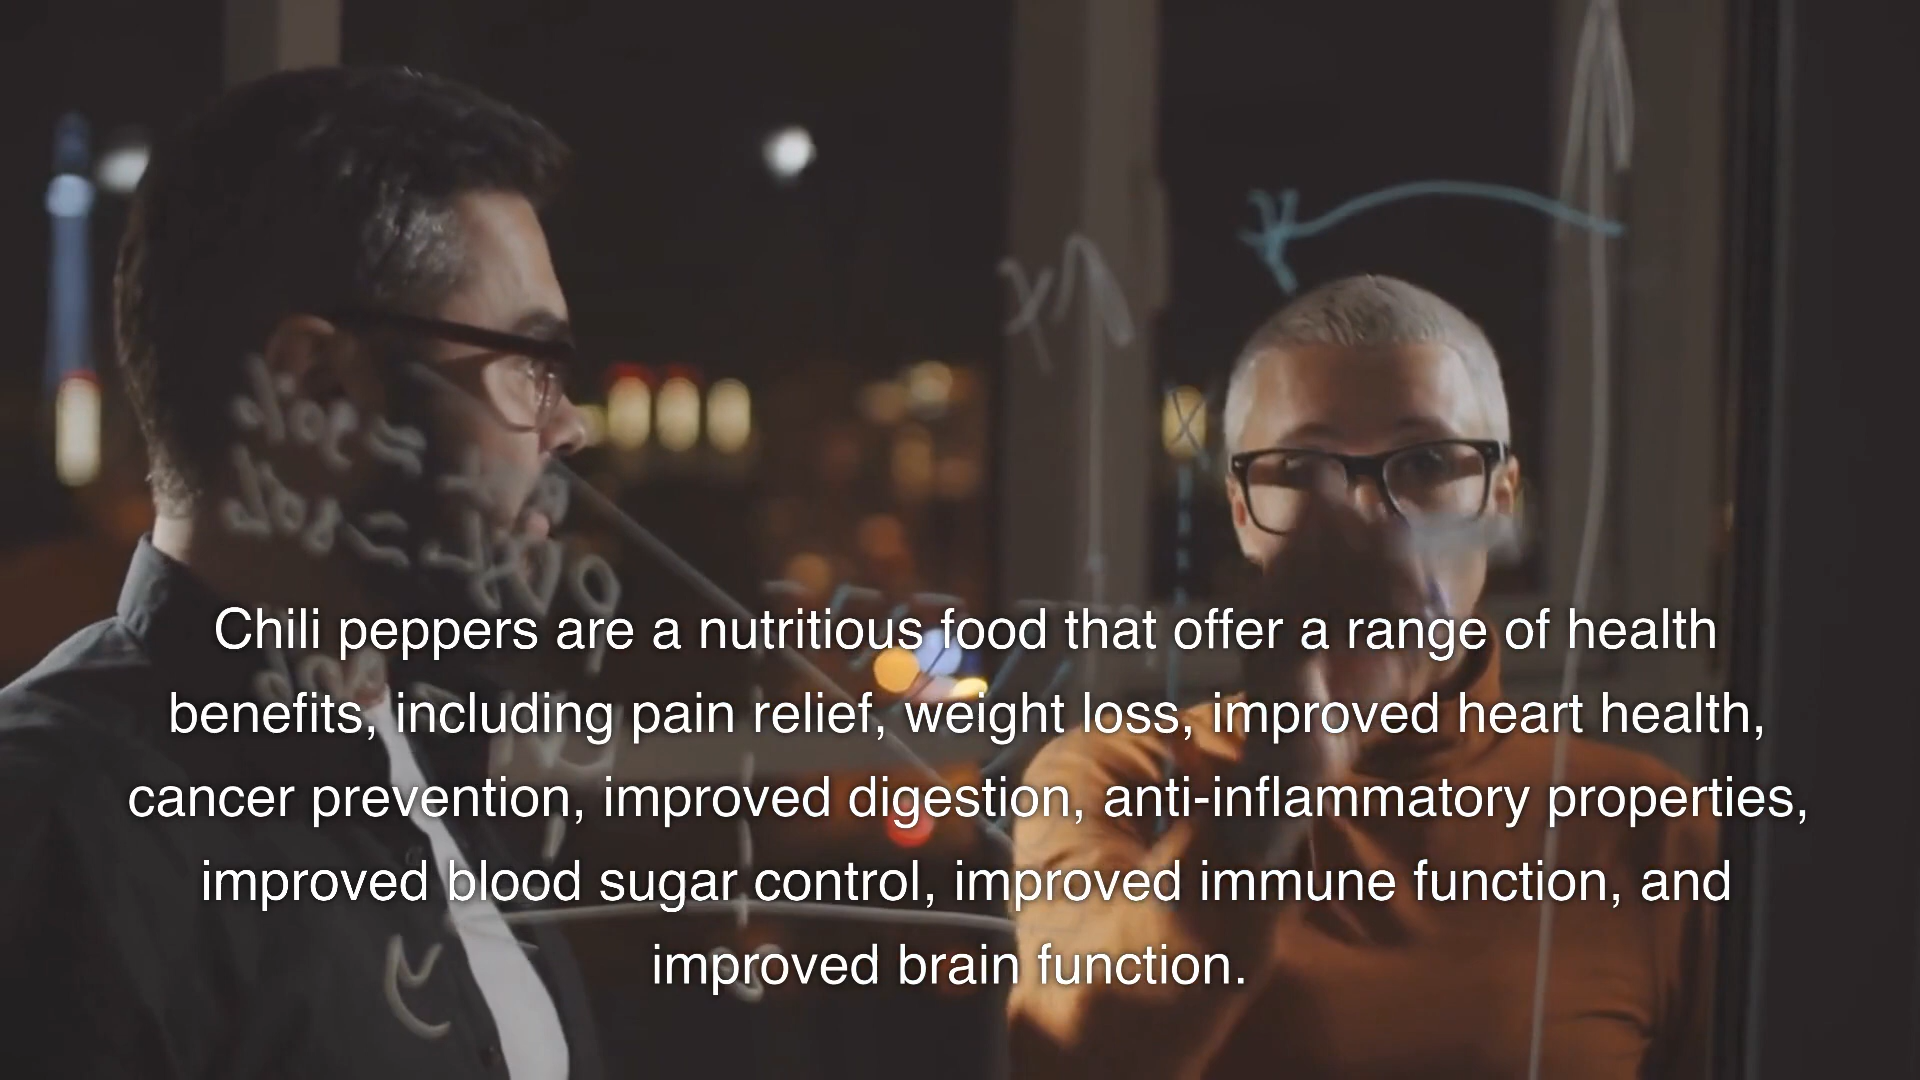 Chili peppers are a nutritious food that offer a range of health
benefits, including pain relief, weight loss, improved heart health,
cancer prevention, improved digestion, anti-inflammatory properties,
improved blood sugar control, improved immune function, and
improved brain function.